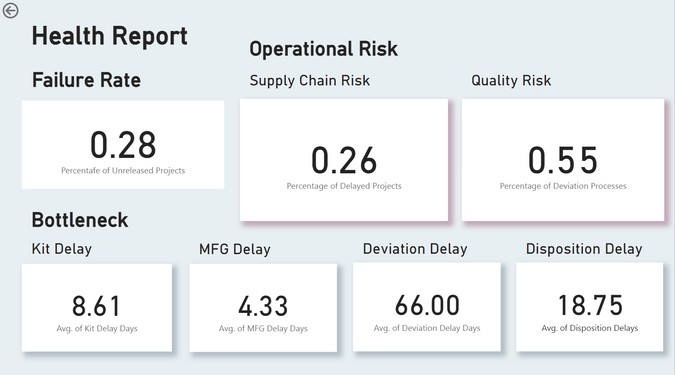 Health Report
Operational Risk
Failure Rate
Supply Chain Risk
Quality Risk
0.28
Percentafe of Unreleased Projects
0.26
Percentage of Delayed Projects
0.55
Percentage of Deviation Processes
Bottleneck
Kit Delay
MFG Delay
Deviation Delay
Disposition Delay
8.61
Avg. of Kit Delay Days
4.33
Avg. of MFG Delay Days
66.00
Avg. of Deviation Delay Days
18.75
Avg. of Disposition Delays